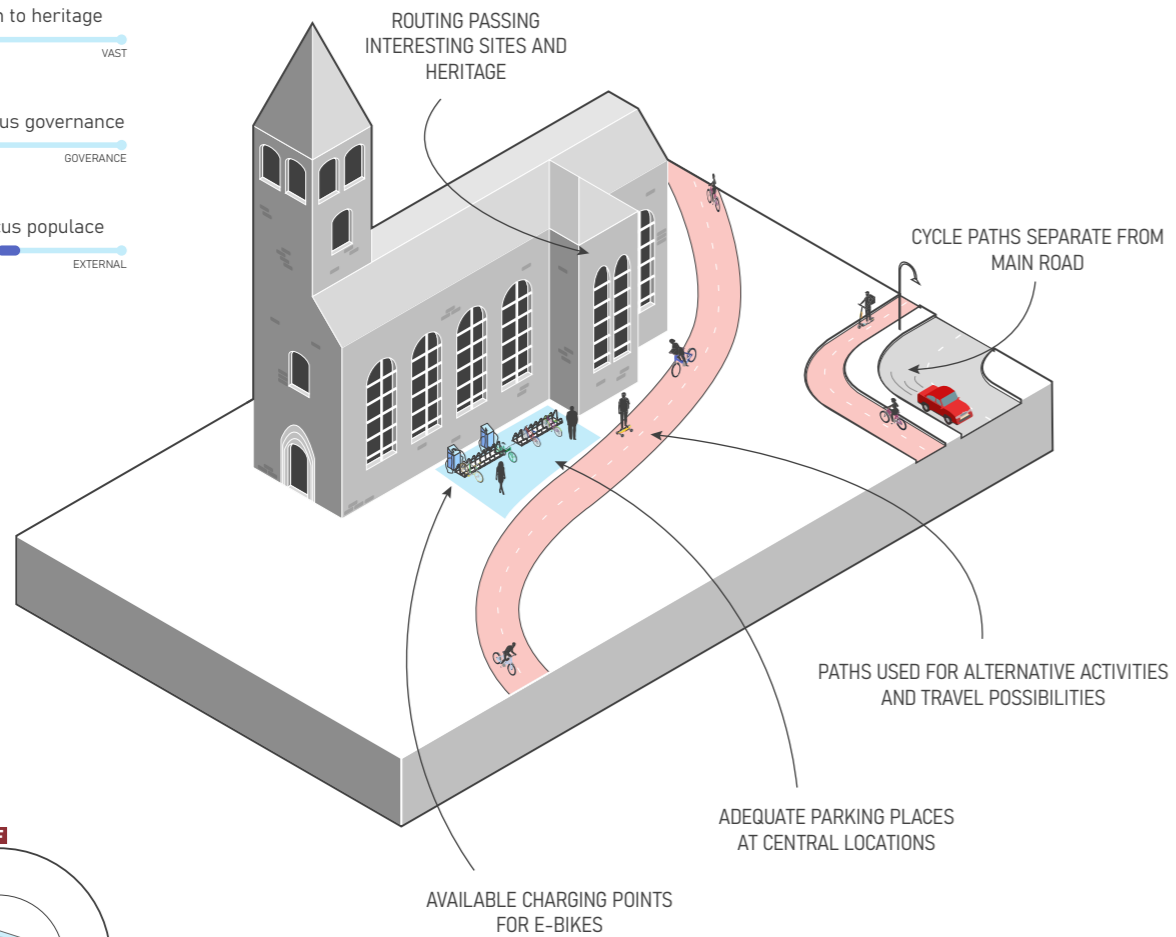 to heritage
VAST
governance
GOVERANCE
populace
EXTERNAL
ROUTING PASSING
INTERESTING SITES AND
HERITAGE
CYCLE PATHS SEPARATE FROM
MAIN ROAD
PATHS USED FOR ALTERNATIVE ACTIVITIES
AND TRAVEL POSSIBILITIES
ADEQUATE PARKING PLACES
AT CENTRAL LOCATIONS
AVAILABLE CHARGING POINTS
FOR E-BIKES